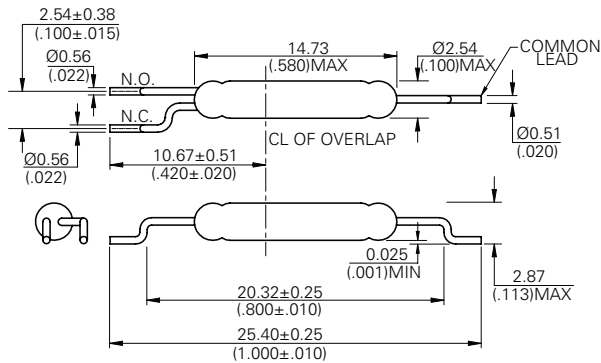 2.54±0.38
(.100±.015)
Ø0.56
(.022)
N.O.
14.73
(.580)MAX
Ø2.54
(.100)MAX
COMMON
LEAD
N.C.
Ø0.56
(.022)
CL OF OVERLAP
Ø0.51
(.020)
10.67±0.51
(.420±.020)
0.025
(.001)MIN
2.87
(.113)MAX
20.32±0.25
(.800±.010)
25.40±0.25
(1.000±.010)